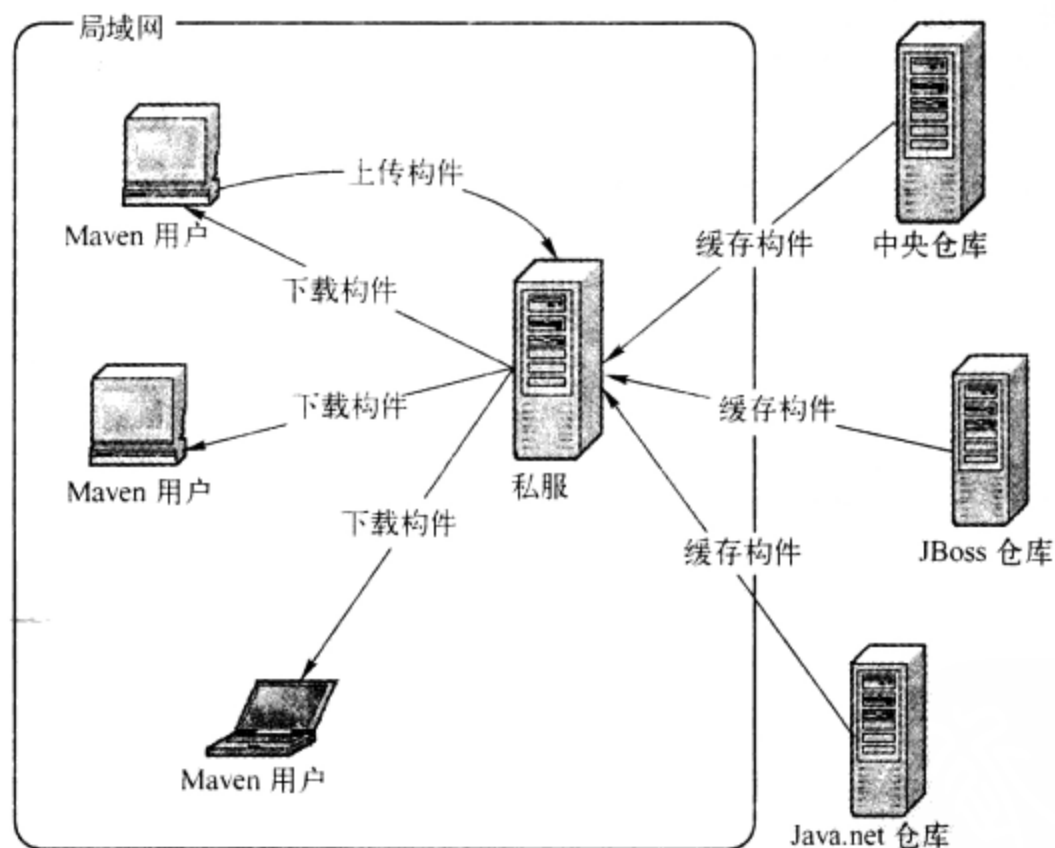 局域网
上传构件
Maven 用户
缓存构件
中央仓库
下载构件
下载构件
缓存构件
Maven 用户
私服
下载构件
缓存构件
JBoss 仓库
Maven 用户
Java.net 仓库